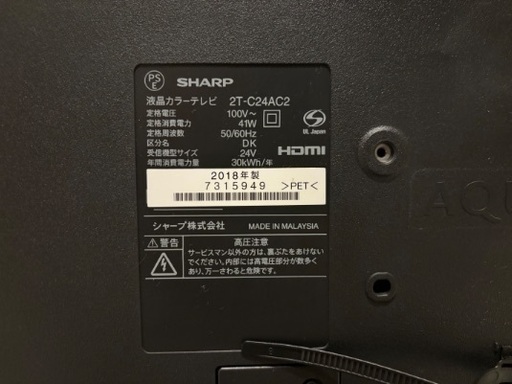 PS
E
SHARP
液晶カラーテレビ 2T-C24AC2
定格電圧 100V～
定格消費電力 41W
定格周波数 50/60Hz
区分名 DK
受信機型サイズ 24V
年間消費電力量 30kWh/年
UL Japan
HDMI
2018年製
7315949 >PET<
シャープ株式会社 MADE IN MALAYSIA
警告 高圧注意
サービスマン以外の方は、裏ぶたをあけないで
ください。内部には高電圧部分が数多く
あり、万一さわると危険です。
AQU